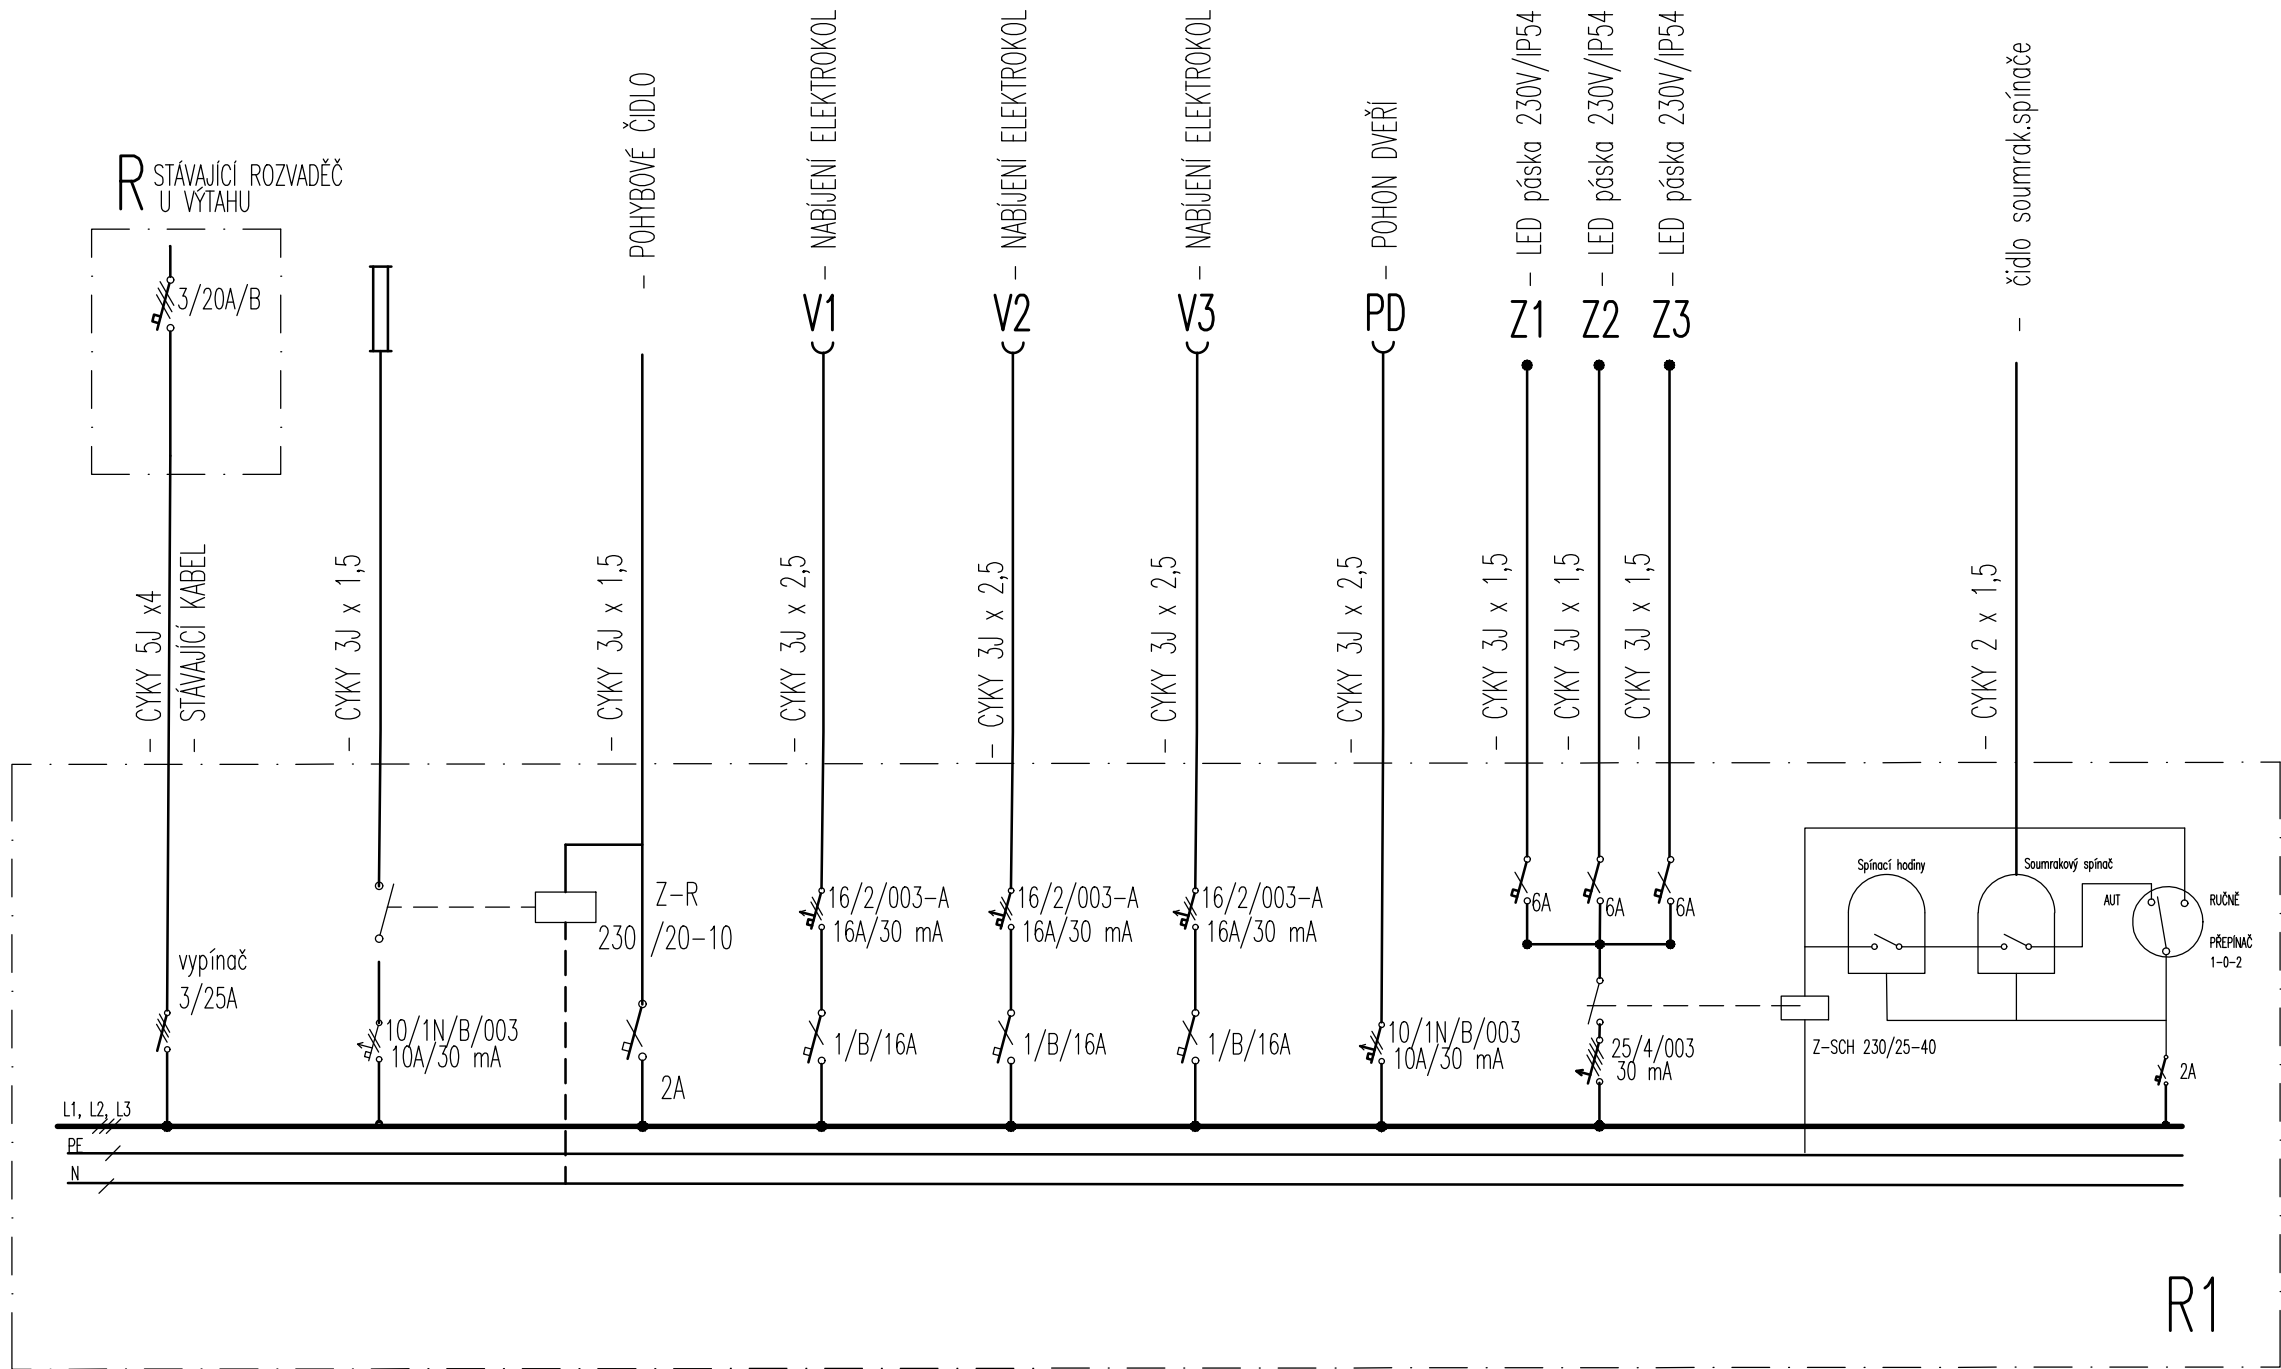 R STÁVAJÍCÍ ROZVADĚČ
U VÝTAHU
3/20A/B
- POHYBOVÉ ČIDLO
V1 - NABÍJENÍ ELEKTROKOL
V2 - NABÍJENÍ ELEKTROKOL
V3 - NABÍJENÍ ELEKTROKOL
PD - POHON DVEŘÍ
Z1 - LED páska 230V/IP54
Z2 - LED páska 230V/IP54
Z3 - LED páska 230V/IP54
- čidlo soumrak.spínače
- CYKY 5J x4
- STÁVAJÍCÍ KABEL
- CYKY 3J x 1,5
- CYKY 3J x 1,5
- CYKY 3J x 2,5
- CYKY 3J x 2,5
- CYKY 3J x 2,5
- CYKY 3J x 2,5
- CYKY 3J x 1,5
- CYKY 3J x 1,5
- CYKY 3J x 1,5
- CYKY 2 x 1,5
vypínač
3/25A
10/1N/B/003
10A/30 mA
Z-R
230 /20-10
2A
16/2/003-A
16A/30 mA
1/B/16A
16/2/003-A
16A/30 mA
1/B/16A
16/2/003-A
16A/30 mA
1/B/16A
10/1N/B/003
10A/30 mA
6A
6A
6A
25/4/003
30 mA
Spínací hodiny
Soumrakový spínač
AUT
RUČNĚ
PŘEPÍNAČ
1-0-2
Z-SCH 230/25-40
2A
L1, L2, L3
PE
N
R1